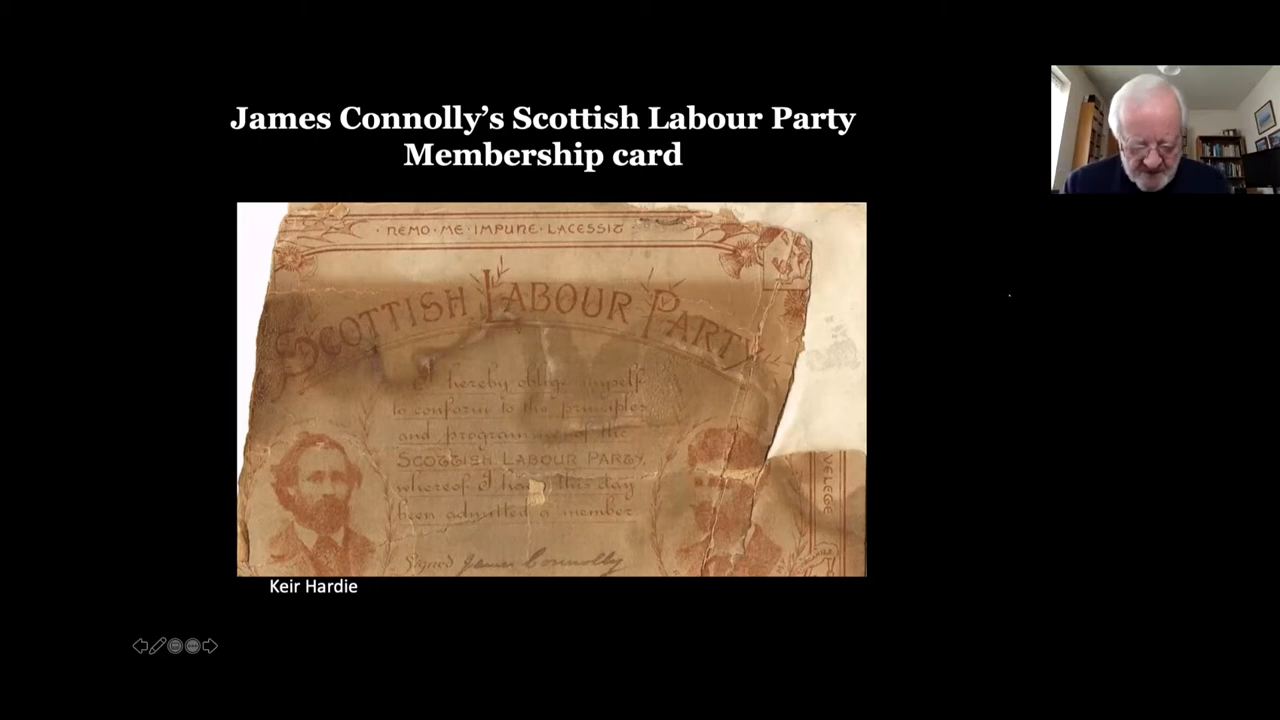 James Connolly's Scottish Labour Party
Membership card
NEMO · ME · IMPUNE · LACESSIT
SCOTTISH LABOUR PARTY
I hereby oblige myself
to conform to the principles
and programme of the
SCOTTISH LABOUR PARTY,
whereof I have this day
been admitted a member
Signed James Connolly
Keir Hardie